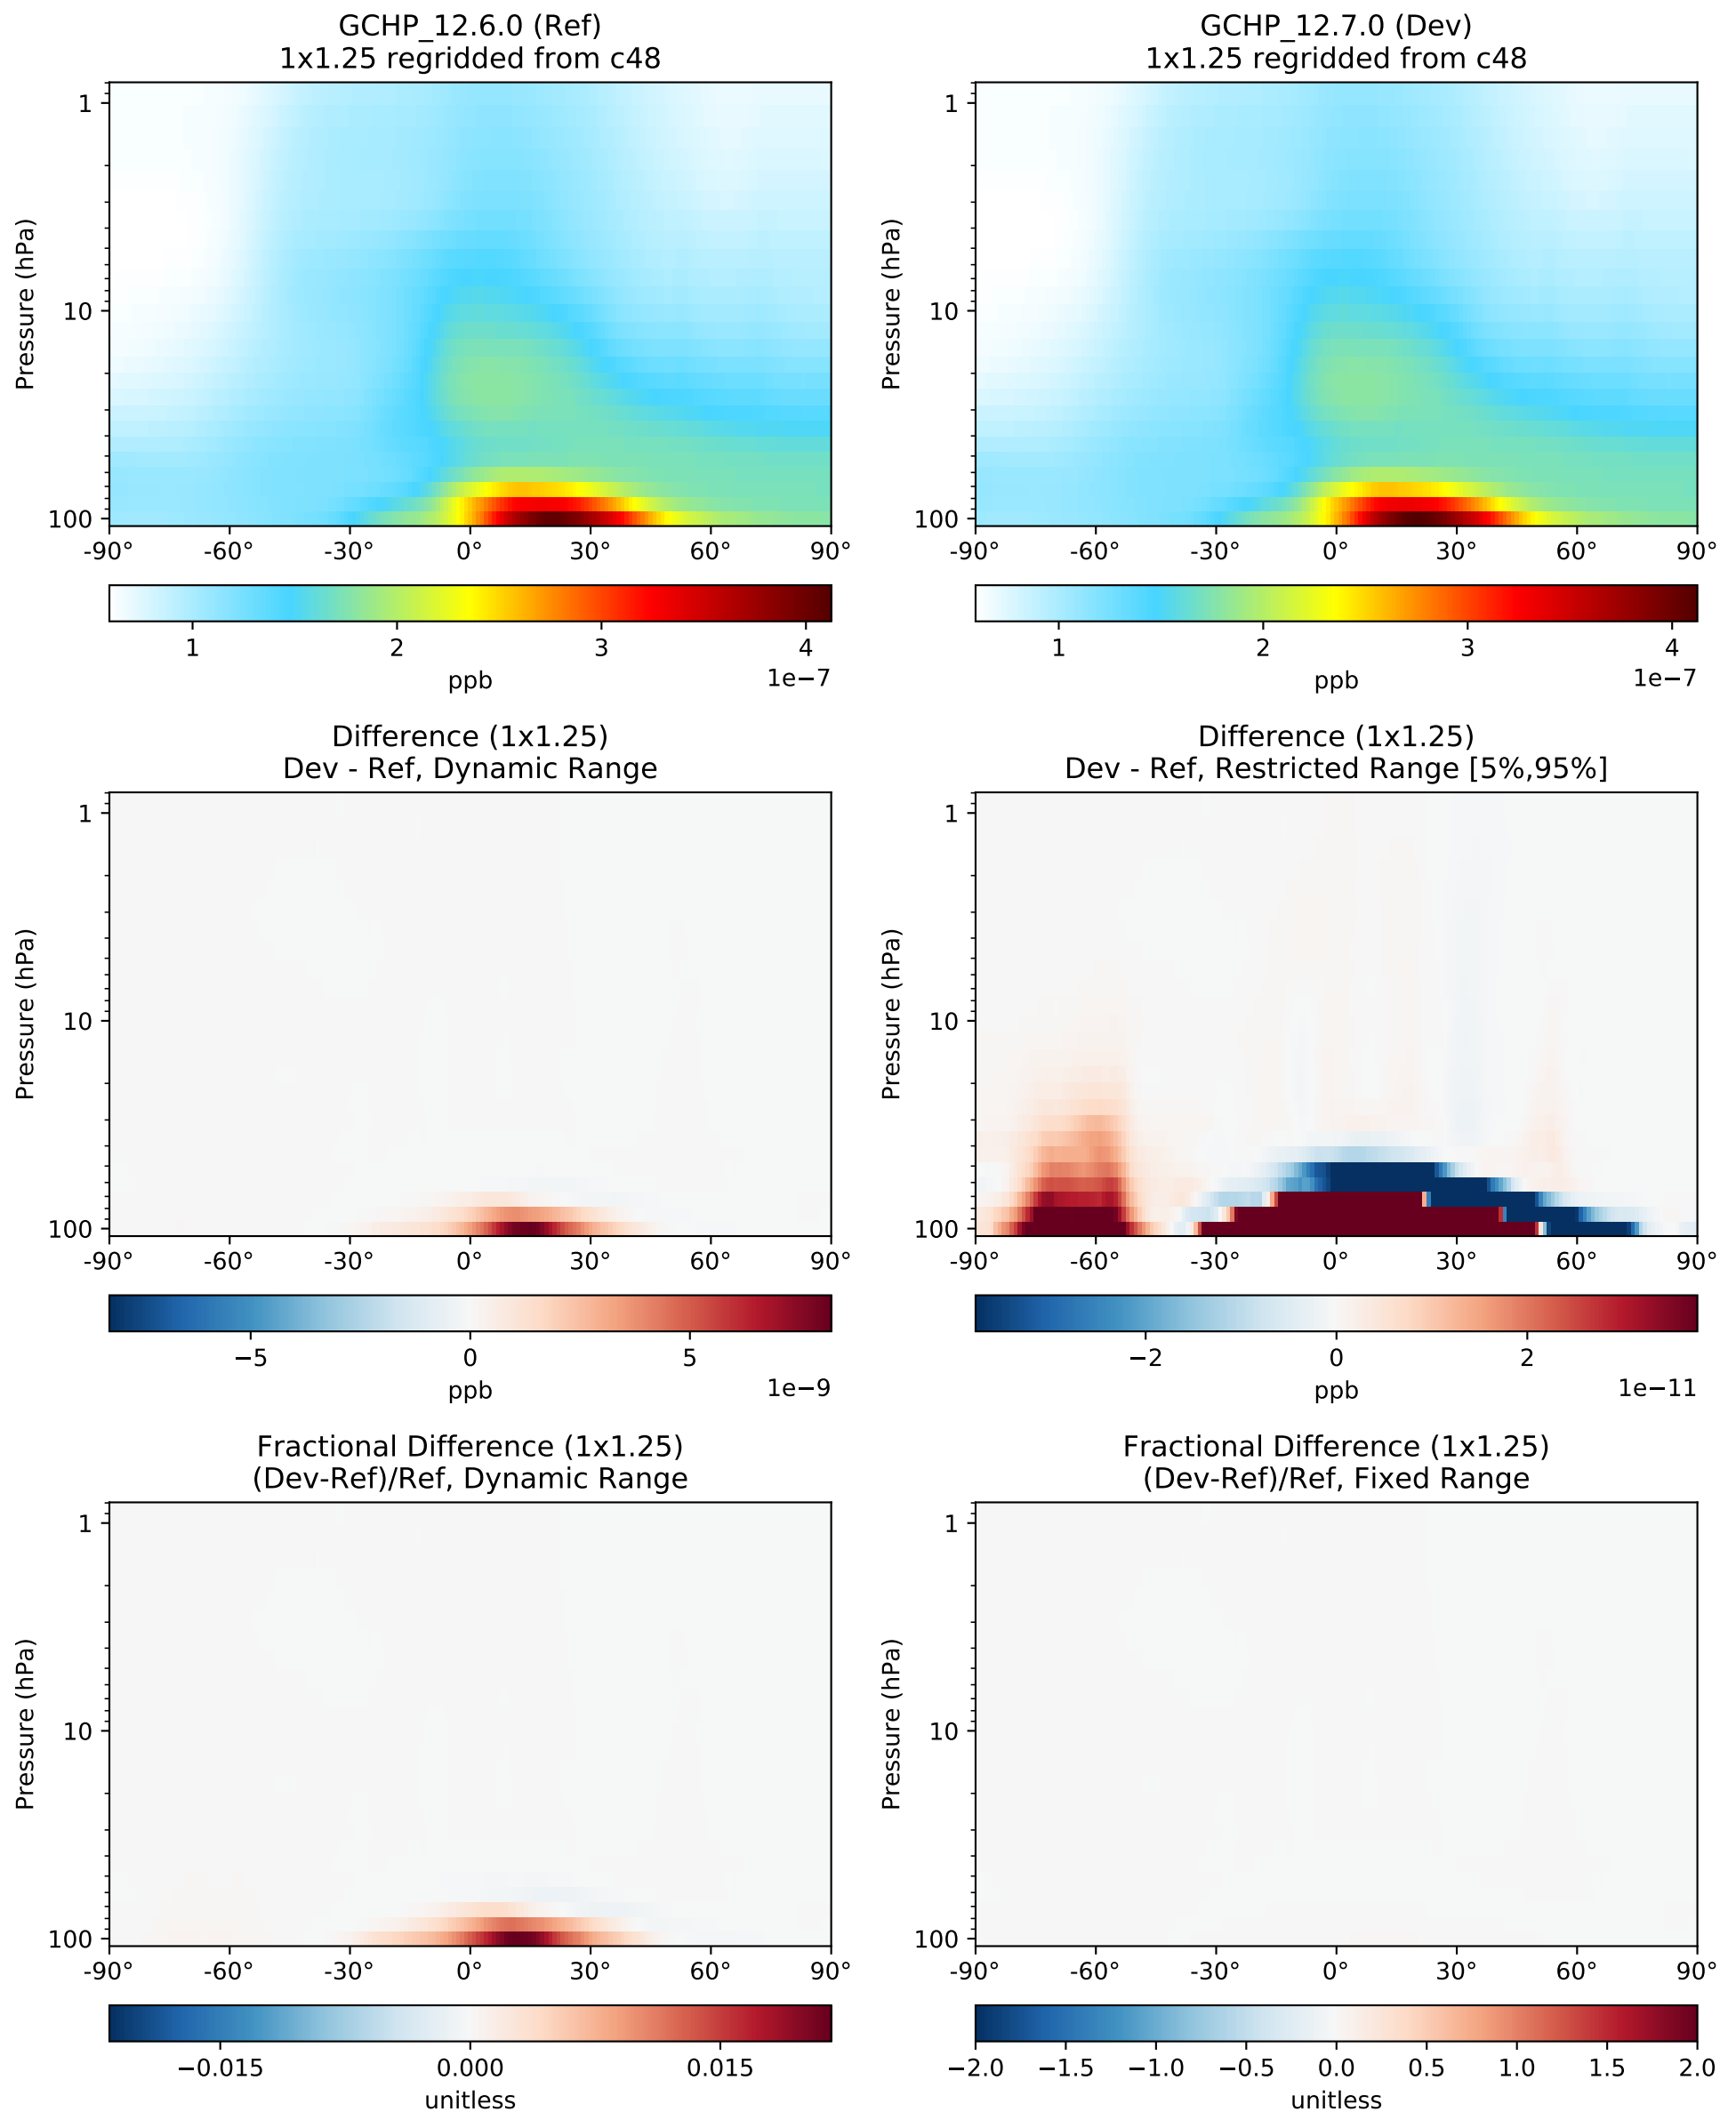 GCHP_12.6.0 (Ref)
1x1.25 regridded from c48
Pressure (hPa)
1
10
100
-90° -60° -30° 0° 30° 60° 90°
1 2 3 4
ppb
1e−7
GCHP_12.7.0 (Dev)
1x1.25 regridded from c48
Pressure (hPa)
1
10
100
-90° -60° -30° 0° 30° 60° 90°
1 2 3 4
ppb
1e−7
Difference (1x1.25)
Dev - Ref, Dynamic Range
Pressure (hPa)
1
10
100
-90° -60° -30° 0° 30° 60° 90°
−5 0 5
ppb
1e−9
Difference (1x1.25)
Dev - Ref, Restricted Range [5%,95%]
Pressure (hPa)
1
10
100
-90° -60° -30° 0° 30° 60° 90°
−2 0 2
ppb
1e−11
Fractional Difference (1x1.25)
(Dev-Ref)/Ref, Dynamic Range
Pressure (hPa)
1
10
100
-90° -60° -30° 0° 30° 60° 90°
−0.015 0.000 0.015
unitless
Fractional Difference (1x1.25)
(Dev-Ref)/Ref, Fixed Range
Pressure (hPa)
1
10
100
-90° -60° -30° 0° 30° 60° 90°
−2.0 −1.5 −1.0 −0.5 0.0 0.5 1.0 1.5 2.0
unitless